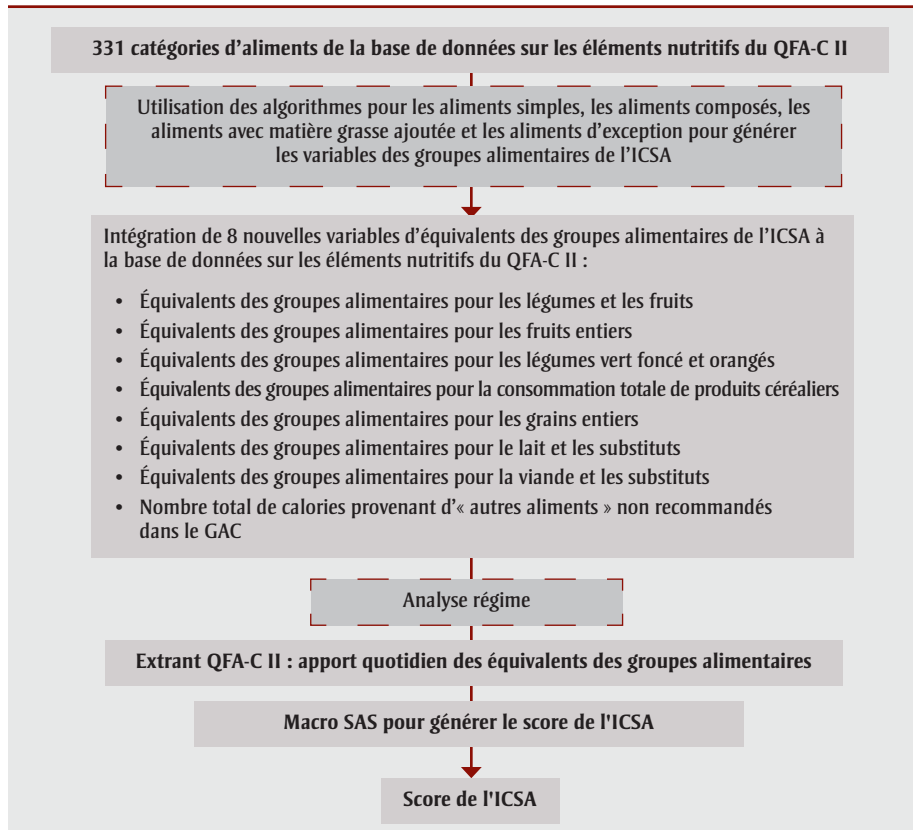 331 catégories d’aliments de la base de données sur les éléments nutritifs du QFA-C II
Utilisation des algorithmes pour les aliments simples, les aliments composés, les
aliments avec matière grasse ajoutée et les aliments d’exception pour générer
les variables des groupes alimentaires de l’ICSA
Intégration de 8 nouvelles variables d’équivalents des groupes alimentaires de l’ICSA à
la base de données sur les éléments nutritifs du QFA-C II :
• Équivalents des groupes alimentaires pour les légumes et les fruits
• Équivalents des groupes alimentaires pour les fruits entiers
• Équivalents des groupes alimentaires pour les légumes vert foncé et orangés
• Équivalents des groupes alimentaires pour la consommation totale de produits céréaliers
• Équivalents des groupes alimentaires pour les grains entiers
• Équivalents des groupes alimentaires pour le lait et les substituts
• Équivalents des groupes alimentaires pour la viande et les substituts
• Nombre total de calories provenant d’« autres aliments » non recommandés
dans le GAC
Analyse régime
Extrant QFA-C II : apport quotidien des équivalents des groupes alimentaires
Macro SAS pour générer le score de l'ICSA
Score de l'ICSA